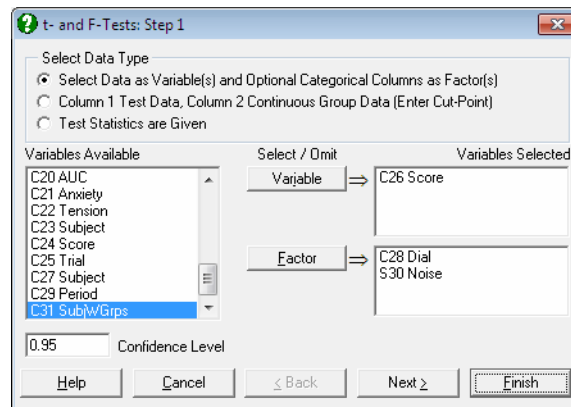 t- and F-Tests: Step 1
Select Data Type
Select Data as Variable(s) and Optional Categorical Columns as Factor(s)
Column 1 Test Data, Column 2 Continuous Group Data (Enter Cut-Point)
Test Statistics are Given
Variables Available
Select / Omit
Variables Selected
C20 AUC
C21 Anxiety
C22 Tension
C23 Subject
C24 Score
C25 Trial
C27 Subject
C29 Period
C31 SubjWGrps
Variable
C26 Score
Factor
C28 Dial
S30 Noise
0.95 Confidence Level
Help
Cancel
< Back
Next >
Finish